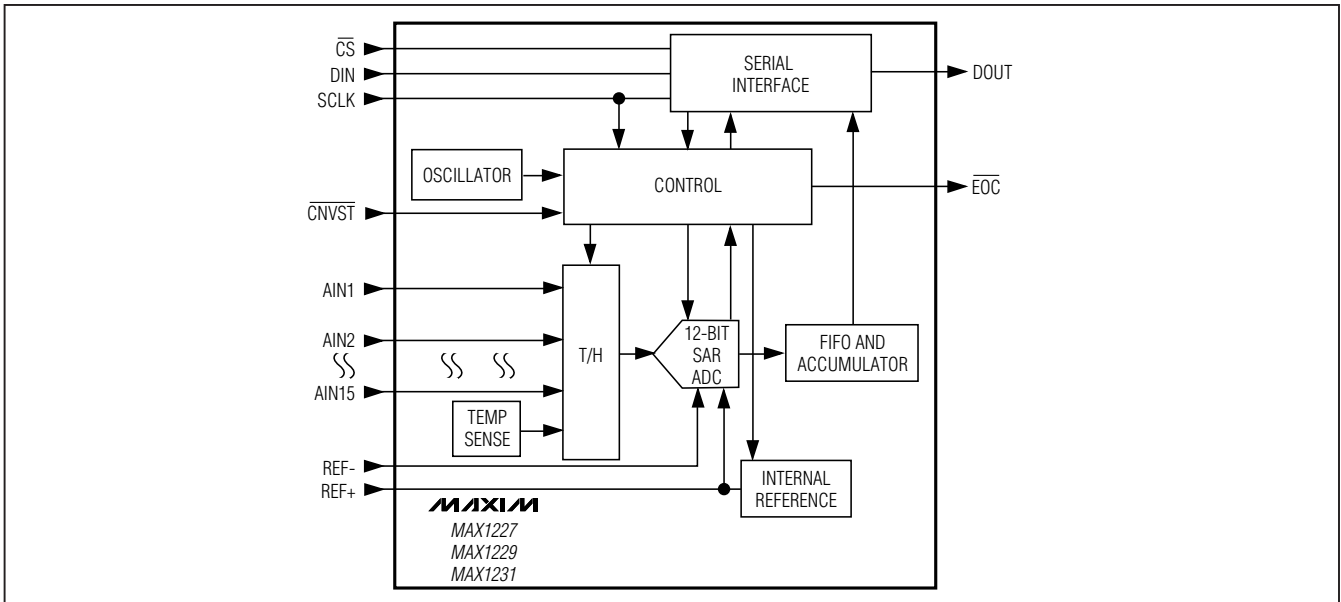 CS
DIN
SCLK
SERIAL
INTERFACE
DOUT
OSCILLATOR
CONTROL
EOC
CNVST
AIN1
AIN2
AIN15
T/H
12-BIT
SAR
ADC
FIFO AND
ACCUMULATOR
TEMP
SENSE
REF-
REF+
INTERNAL
REFERENCE
MAXIM
MAX1227
MAX1229
MAX1231